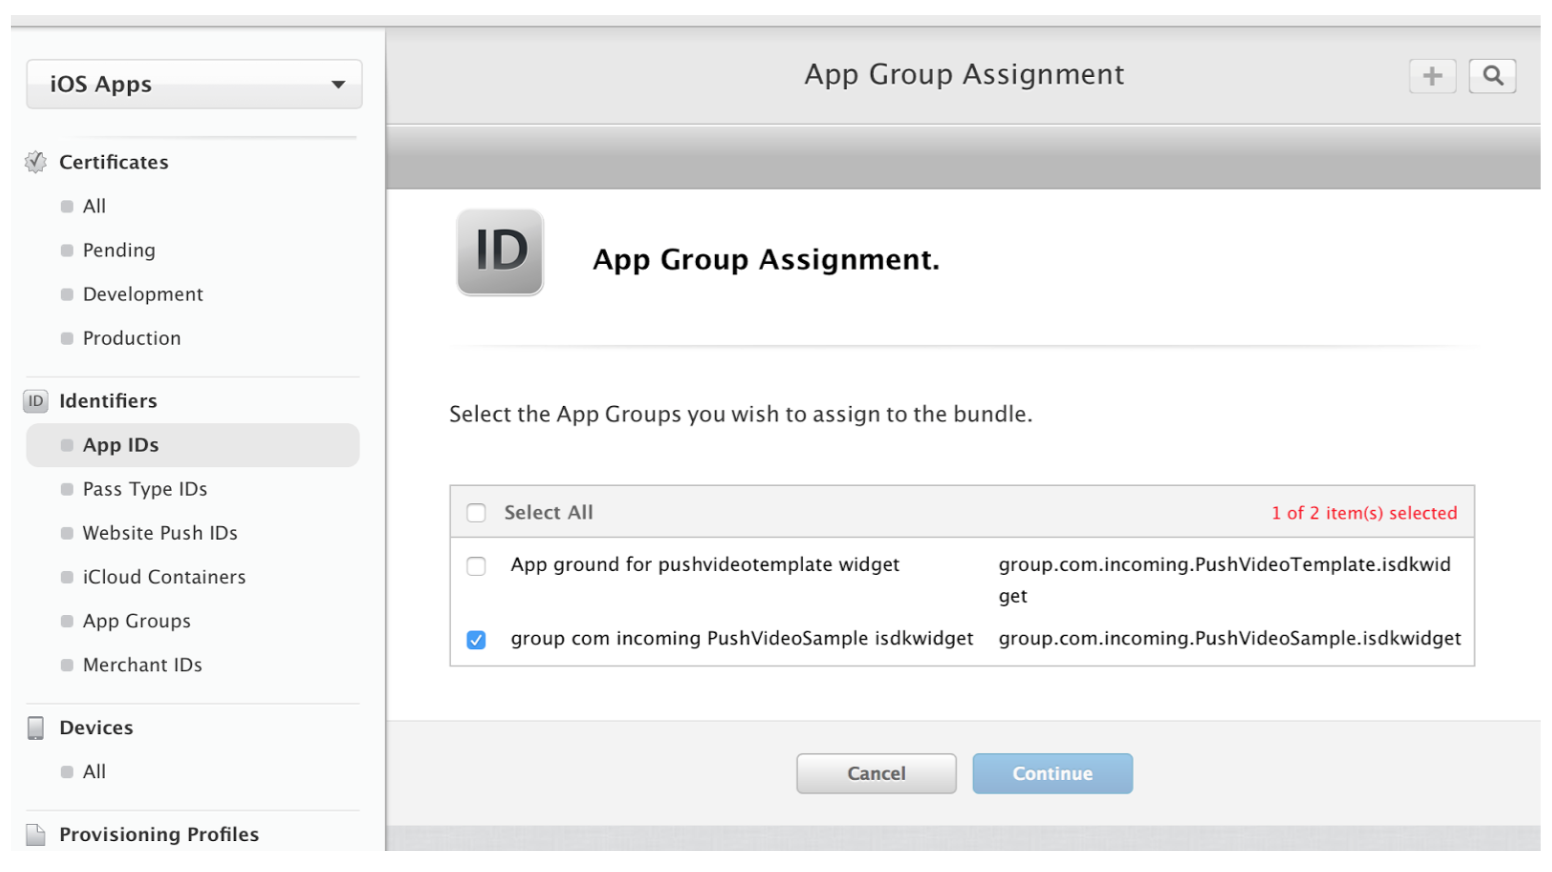 iOS Apps
App Group Assignment
Certificates
All
Pending
Development
Production
ID Identifiers
App IDs
Pass Type IDs
Website Push IDs
iCloud Containers
App Groups
Merchant IDs
Devices
All
Provisioning Profiles
ID
App Group Assignment.
Select the App Groups you wish to assign to the bundle.
Select All 1 of 2 item(s) selected
App ground for pushvideotemplate widget group.com.incoming.PushVideoTemplate.isdkwid
get
group com incoming PushVideoSample isdkwidget group.com.incoming.PushVideoSample.isdkwidget
Cancel Continue